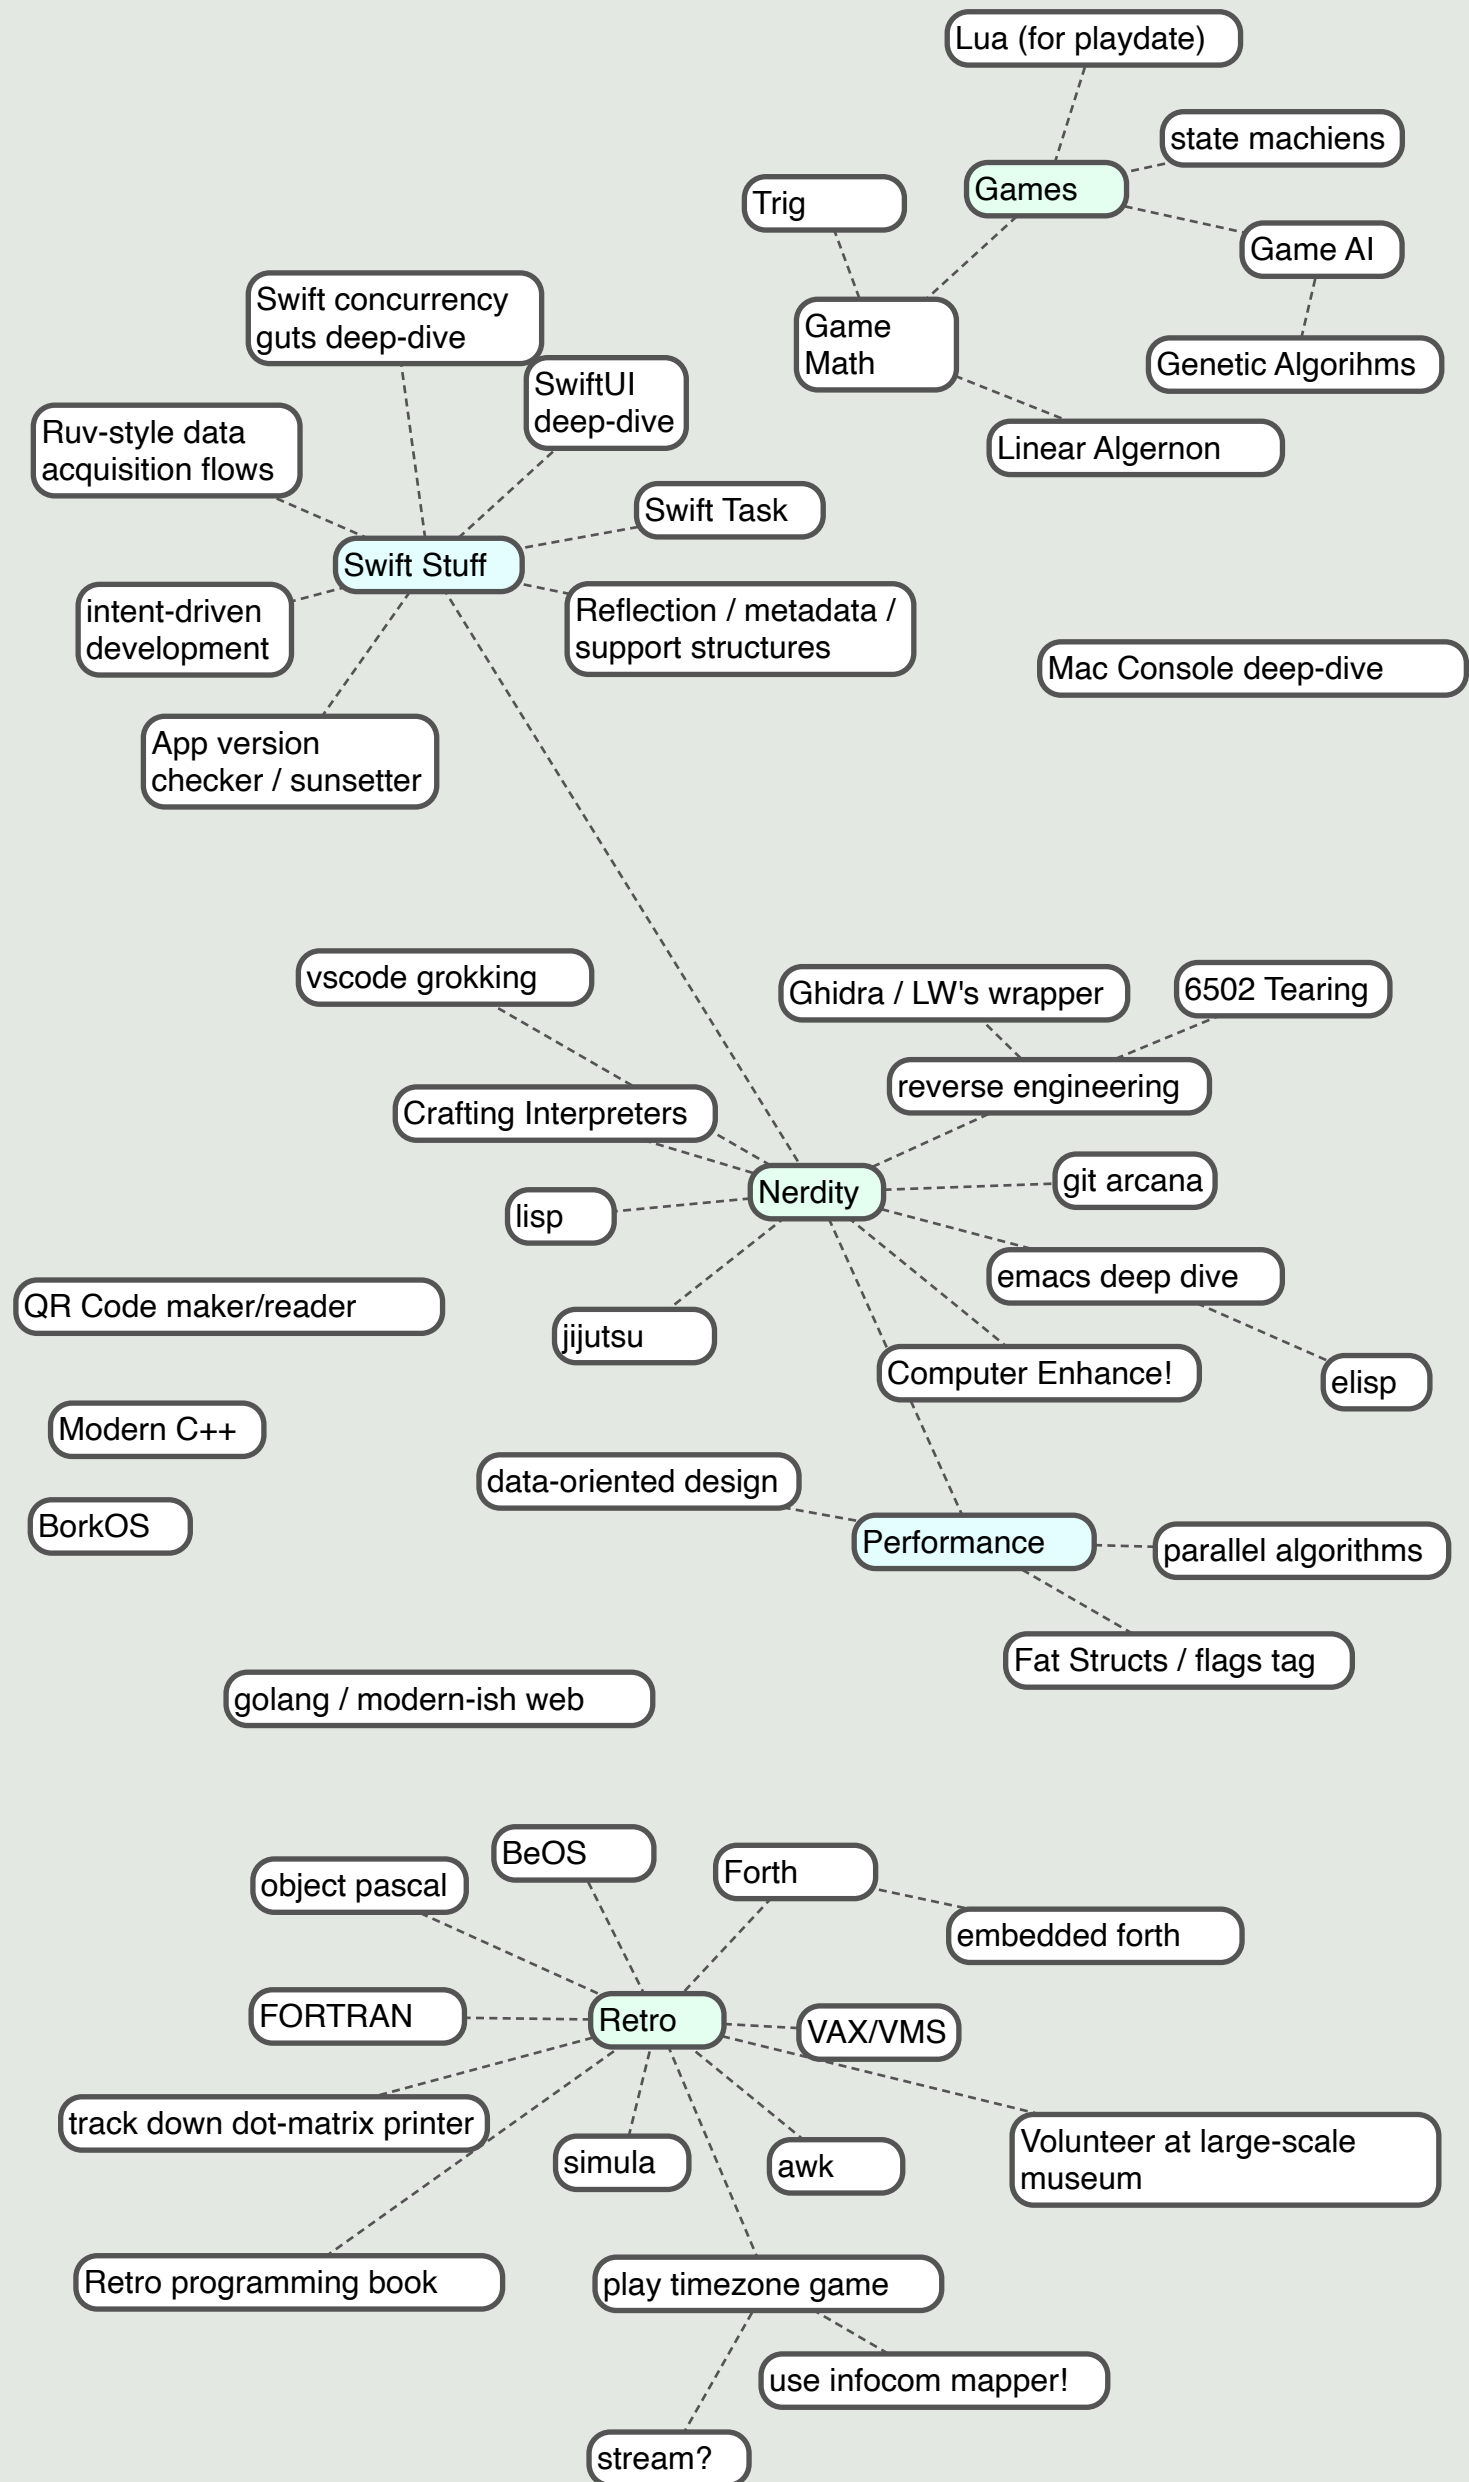 Lua (for playdate)
state machiens
Games
Trig
Game AI
Swift concurrency
guts deep-dive
Game
Math
Genetic Algorihms
SwiftUI
deep-dive
Ruv-style data
acquisition flows
Linear Algernon
Swift Task
Swift Stuff
intent-driven
development
Reflection / metadata /
support structures
Mac Console deep-dive
App version
checker / sunsetter
vscode grokking
Ghidra / LW's wrapper
6502 Tearing
reverse engineering
Crafting Interpreters
Nerdity
git arcana
lisp
emacs deep dive
QR Code maker/reader
jijutsu
Computer Enhance!
elisp
Modern C++
data-oriented design
BorkOS
Performance
parallel algorithms
Fat Structs / flags tag
golang / modern-ish web
BeOS
object pascal
Forth
embedded forth
FORTRAN
Retro
VAX/VMS
track down dot-matrix printer
simula
awk
Volunteer at large-scale
museum
Retro programming book
play timezone game
use infocom mapper!
stream?